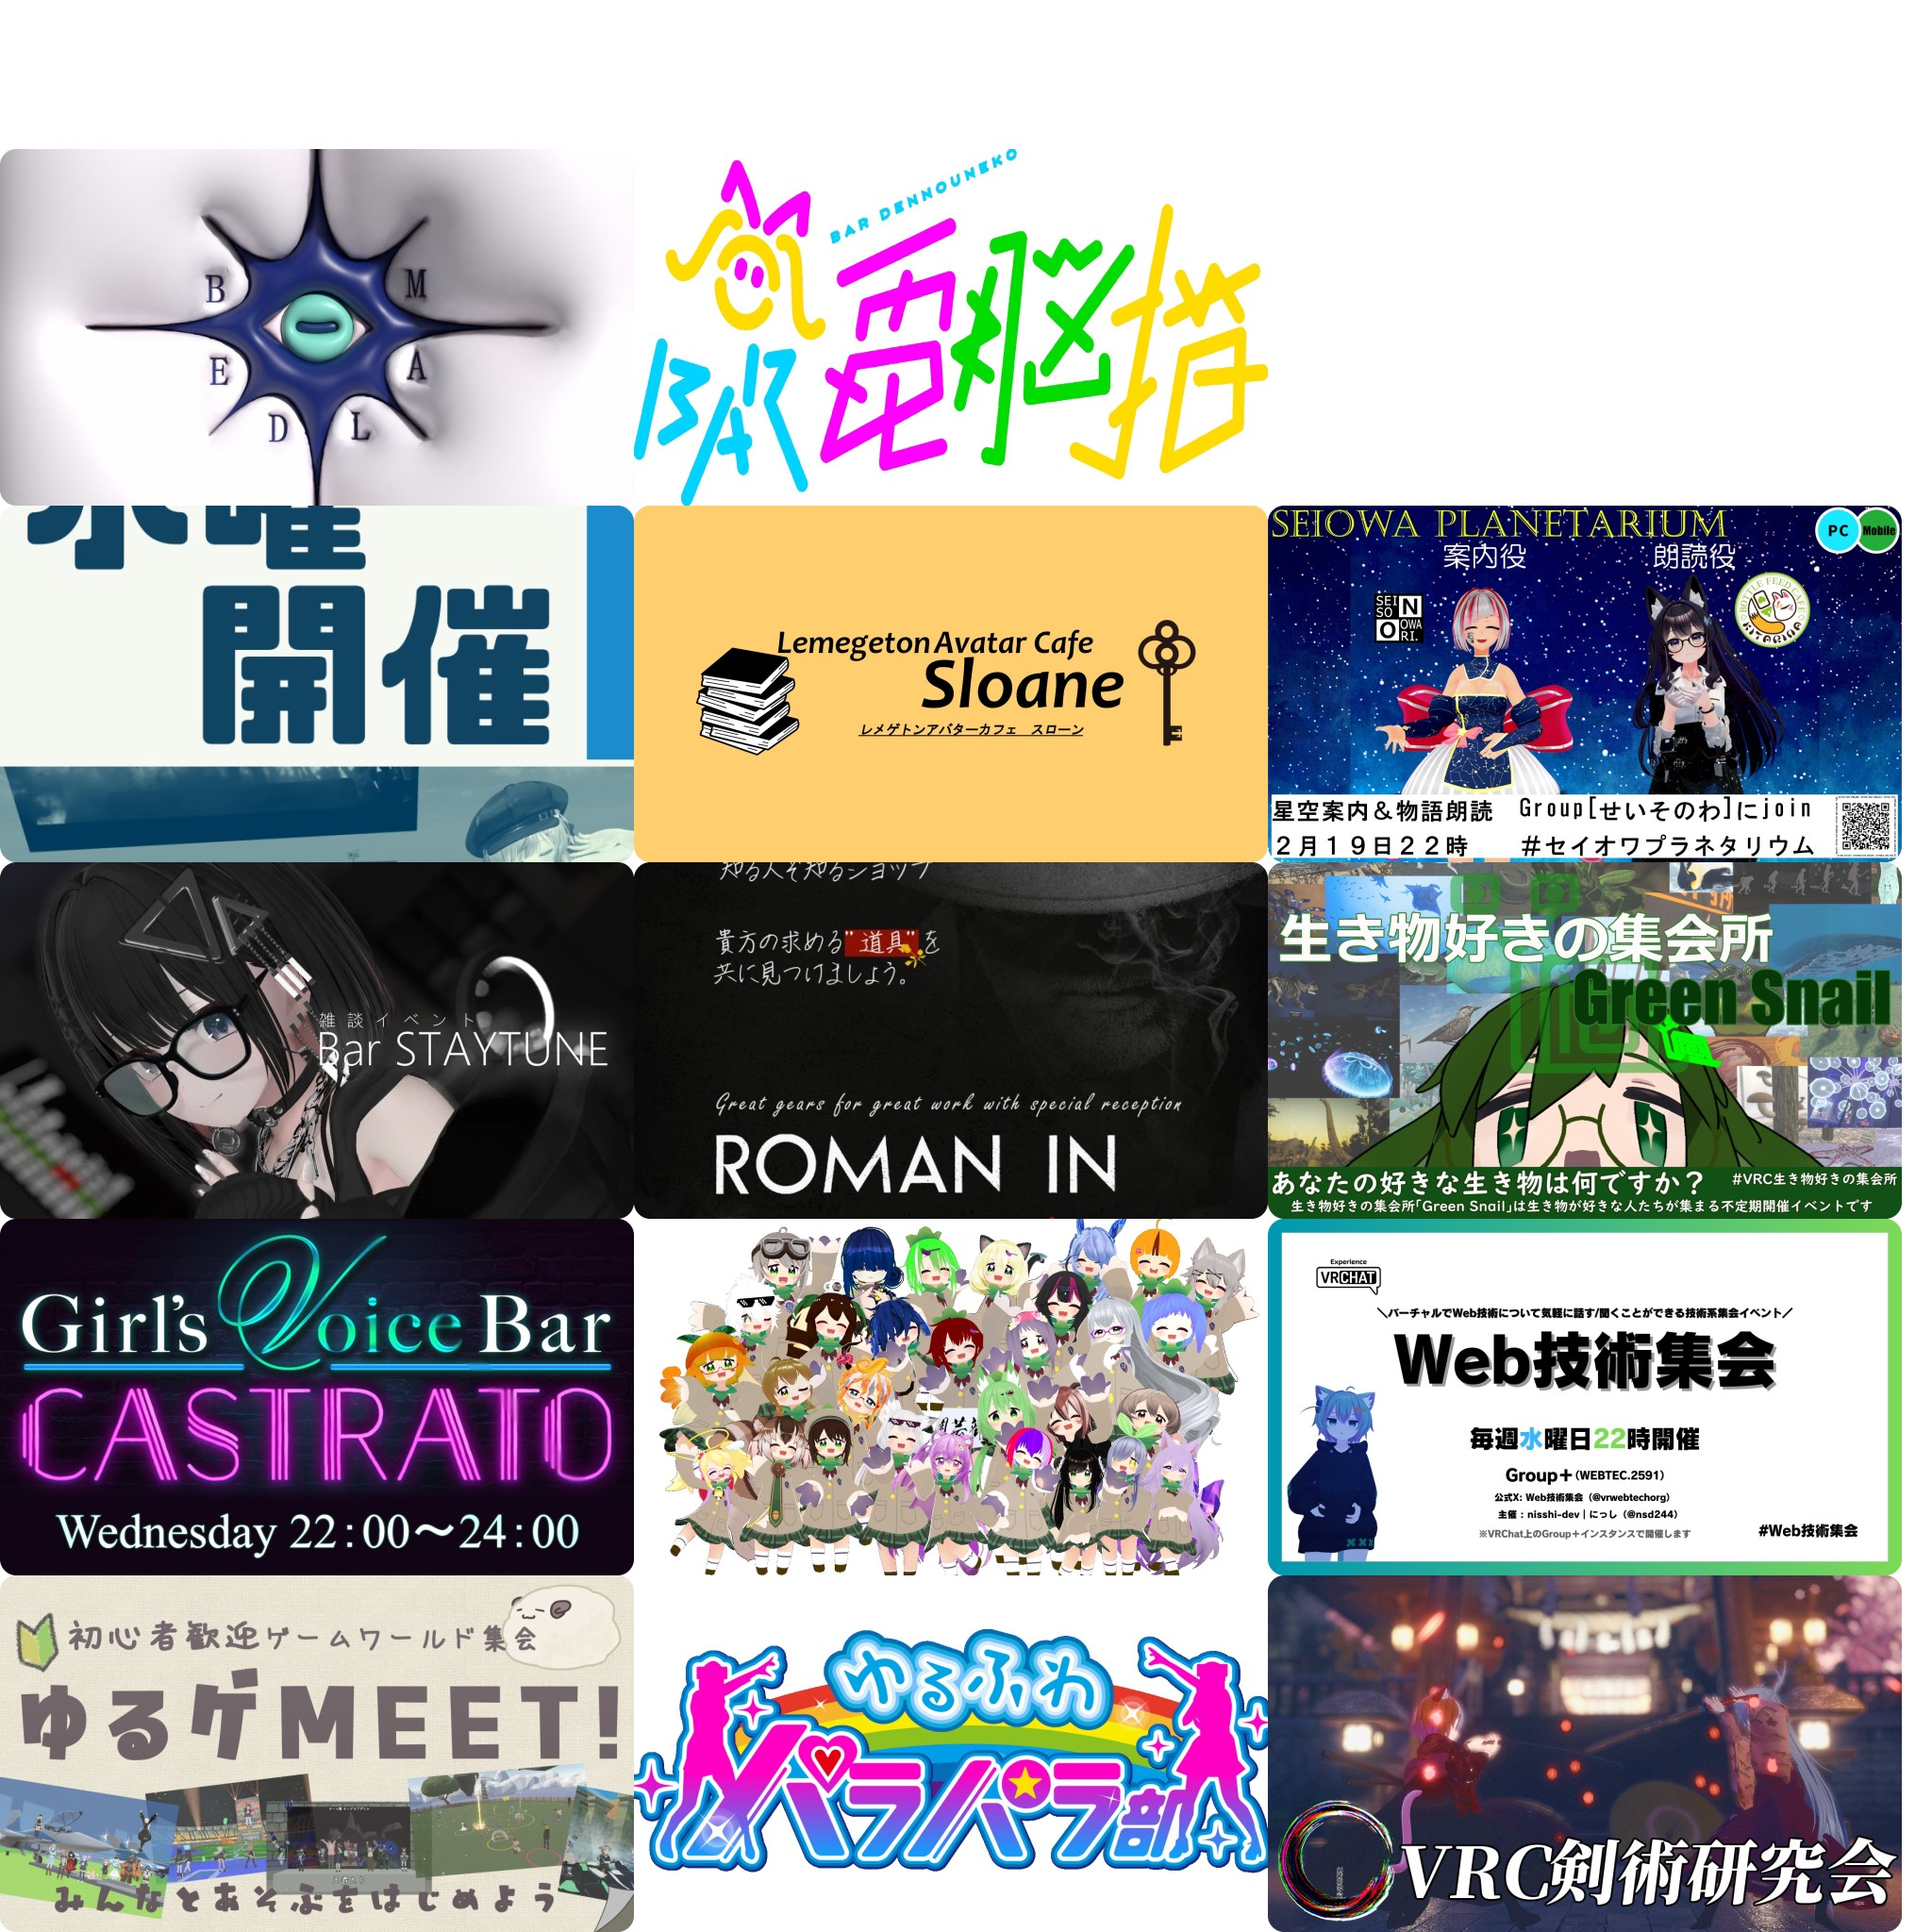 B
M
E
A
D
L
BAR DENNOUNEKO
BAR 電脳猫
水曜
開催
Lemegeton Avatar Cafe
Sloane
レメゲトンアバターカフェ　スローン
SEIOWA PLANETARIUM
PC
Mobile
案内役
朗読役
SEI
SO
NO
OWA
RI.
BOTTLE FEED CAFE
KITARINA
星空案内＆物語朗読
Group[せいそのわ]にjoin
２月１９日２２時
＃セイオワプラネタリウム
雑談イベント
Bar STAYTUNE
知る人ぞ知るショップ
貴方の求める"道具"を
共に見つけましょう。
Great gears for great work with special reception
ROMAN IN
生き物好きの集会所
Green Snail
あなたの好きな生き物は何ですか？
#VRC生き物好きの集会所
生き物好きの集会所｢Green Snail｣は生き物が好きな人たちが集まる不定期開催イベントです
Girl's Voice Bar
CASTRATO
Wednesday 22:00〜24:00
Experience
VRCHAT
＼バーチャルでWeb技術について気軽に話す/聞くことができる技術系集会イベント／
Web技術集会
毎週水曜日22時開催
Group＋（WEBTEC.2591）
公式X: Web技術集会（@vrwebtechorg）
主催：nisshi-dev｜にっし（@nsd244）
※VRChat上のGroup＋インスタンスで開催します
#Web技術集会
初心者歓迎ゲームワールド集会
ゆるゲMEET!
みんなとあそぶをはじめよう
ゆるふわ
パラパラ部
VRC剣術研究会